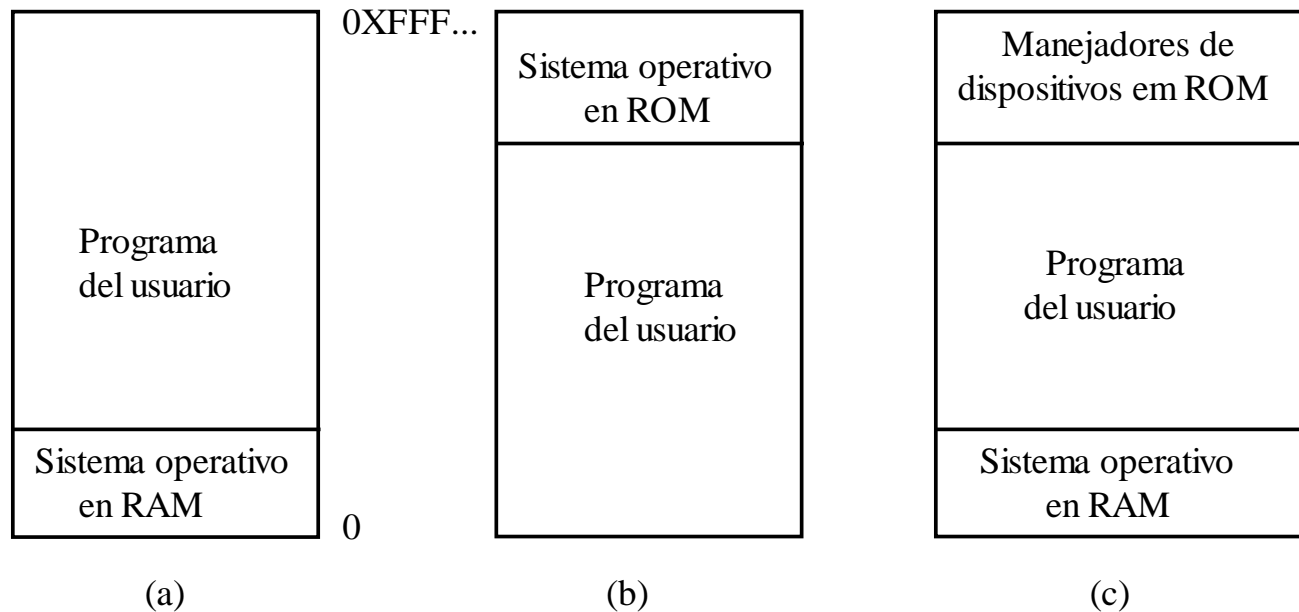 Programa
del usuario
Sistema operativo
en RAM
(a)
0XFFF...
0
Sistema operativo
en ROM
Programa
del usuario
(b)
Manejadores de
dispositivos em ROM
Programa
del usuario
Sistema operativo
en RAM
(c)